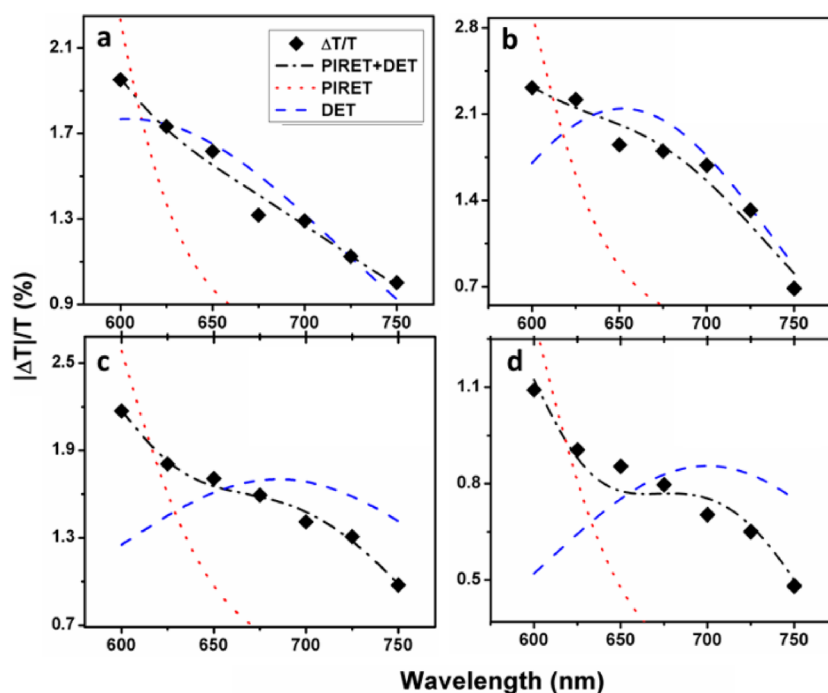 a
ΔT/T
PIRET+DET
PIRET
DET
2.1
1.7
1.3
0.9
600 650 700 750
b
2.8
2.1
1.4
0.7
600 650 700 750
c
2.5
1.9
1.3
0.7
600 650 700 750
d
1.1
0.8
0.5
600 650 700 750
|ΔT|/T (%)
Wavelength (nm)